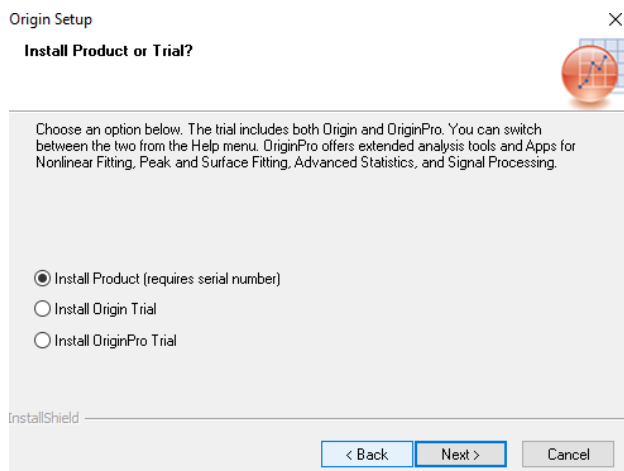 Origin Setup
Install Product or Trial?
Choose an option below. The trial includes both Origin and OriginPro. You can switch
between the two from the Help menu. OriginPro offers extended analysis tools and Apps for
Nonlinear Fitting, Peak and Surface Fitting, Advanced Statistics, and Signal Processing.
Install Product (requires serial number)
Install Origin Trial
Install OriginPro Trial
InstallShield
< Back Next > Cancel